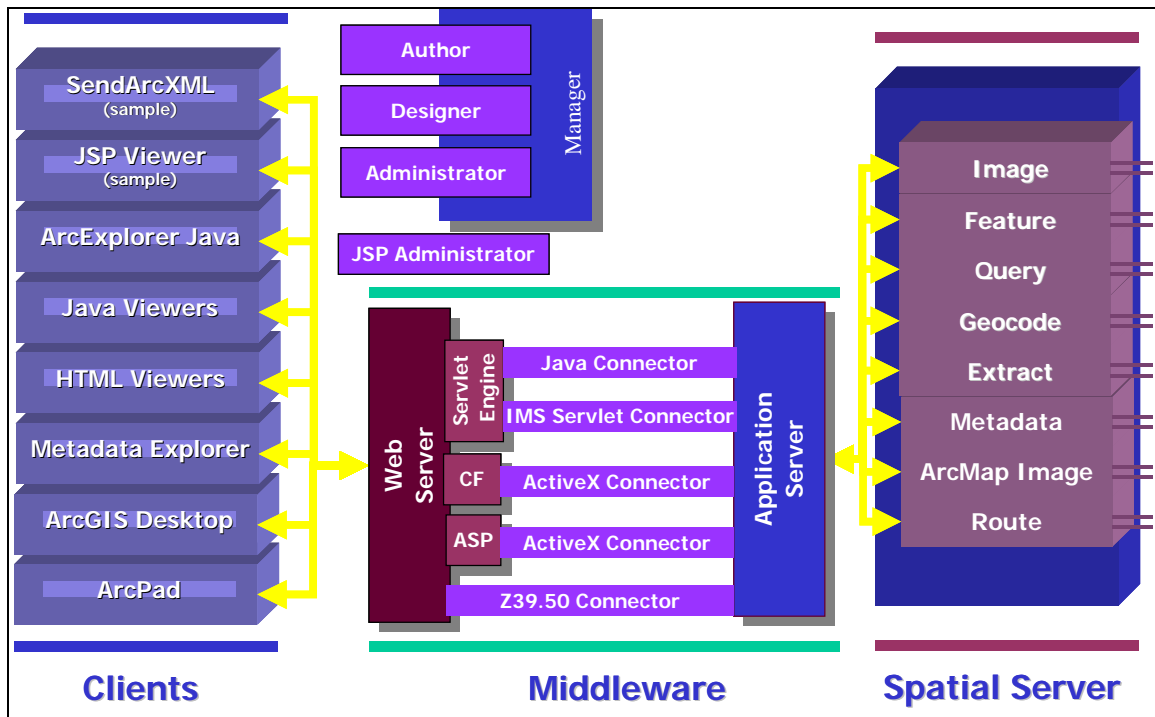 SendArcXML
(sample)
JSP Viewer
(sample)
ArcExplorer Java
Java Viewers
HTML Viewers
Metadata Explorer
ArcGIS Desktop
ArcPad
Clients
Author
Designer
Administrator
Manager
JSP Administrator
Web
Server
Servlet
Engine
CF
ASP
Java Connector
IMS Servlet Connector
ActiveX Connector
ActiveX Connector
Z39.50 Connector
Application
Server
Middleware
Image
Feature
Query
Geocode
Extract
Metadata
ArcMap Image
Route
Spatial Server